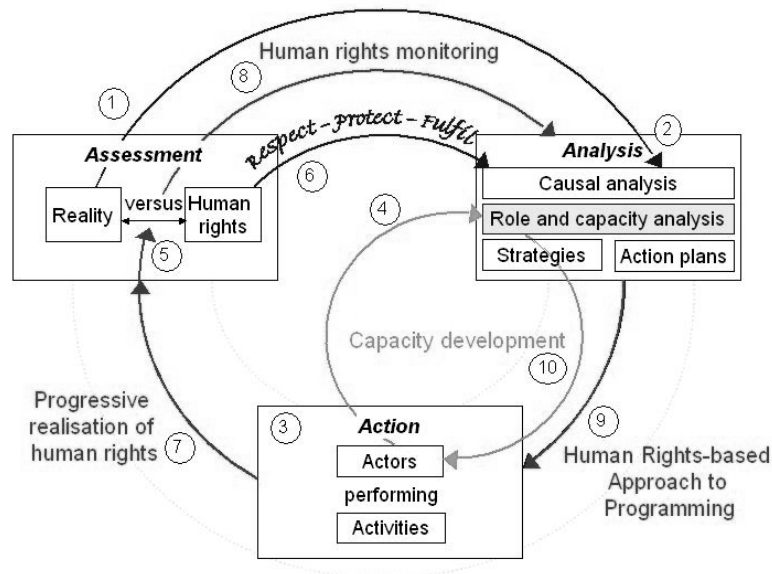 Human rights monitoring
8
1
Respect - Protect - Fulfil
2
Assessment
Analysis
6
Causal analysis
Reality
versus
Human
rights
4
Role and capacity analysis
5
Strategies
Action plans
Capacity development
10
Progressive
realisation of
human rights
7
3
Action
9
Actors
Human Rights-based
Approach to
Programming
performing
Activities